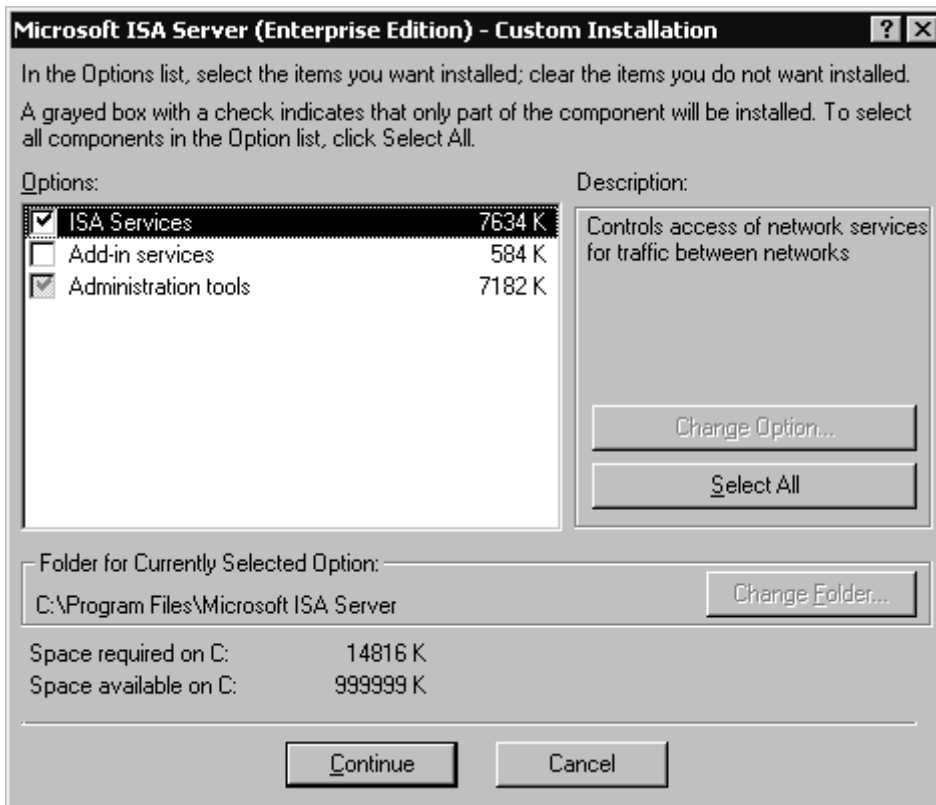 Microsoft ISA Server (Enterprise Edition) - Custom Installation
In the Options list, select the items you want installed; clear the items you do not want installed.
A grayed box with a check indicates that only part of the component will be installed. To select
all components in the Option list, click Select All.
Options:
Description:
ISA Services 7634 K
Add-in services 584 K
Administration tools 7182 K
Controls access of network services
for traffic between networks
Change Option...
Select All
Folder for Currently Selected Option:
C:\Program Files\Microsoft ISA Server
Change Folder...
Space required on C: 14816 K
Space available on C: 999999 K
Continue
Cancel